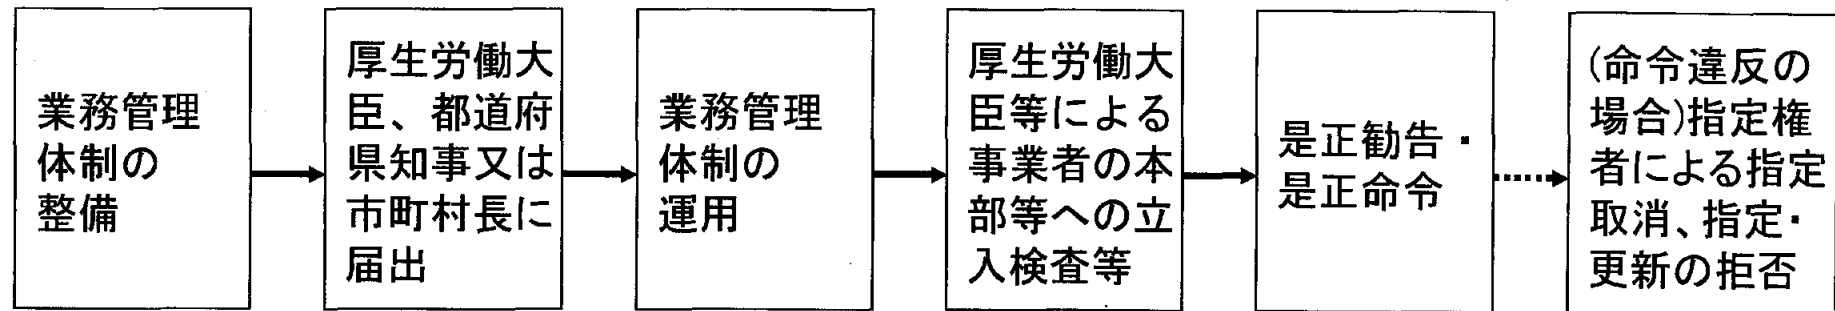 業務管理
体制の
整備
厚生労働大
臣、都道府
県知事又は
市町村長に
届出
業務管理
体制の
運用
厚生労働大
臣等による
事業者の本
部等への立
入検査等
是正勧告・
是正命令
(命令違反の
場合)指定権
者による指定
取消、指定・
更新の拒否